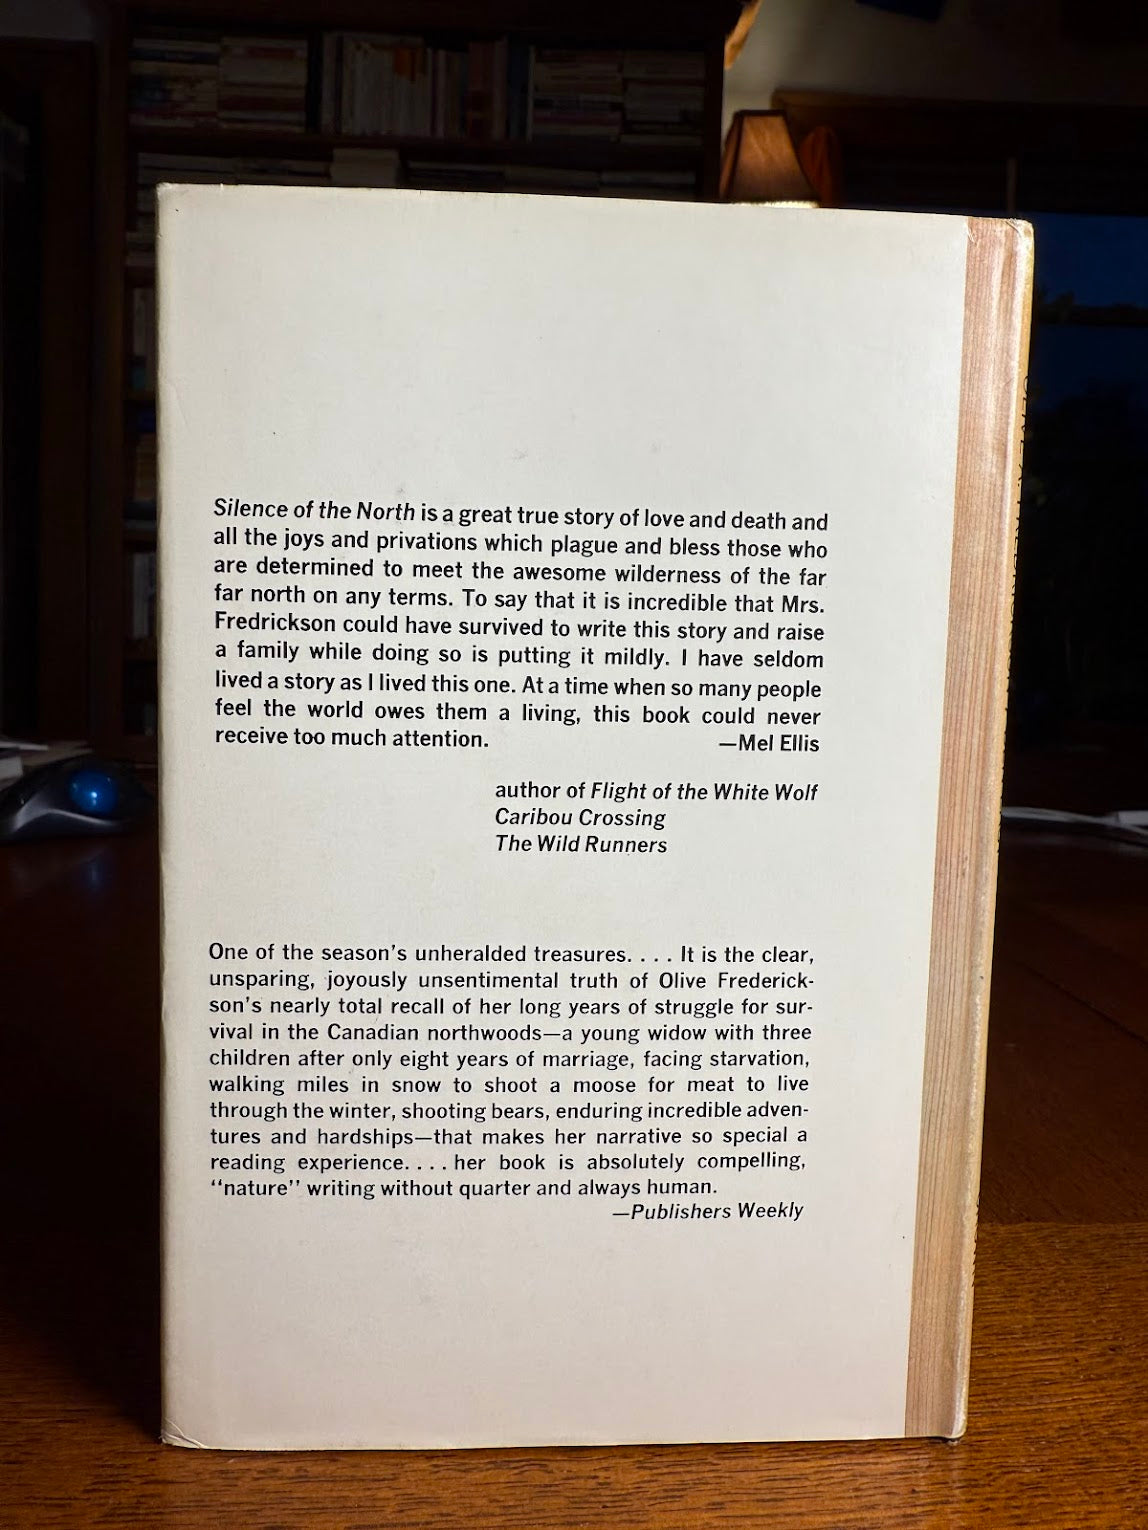 Silence of the North is a great true story of love and death and
all the joys and privations which plague and bless those who
are determined to meet the awesome wilderness of the far
far north on any terms. To say that it is incredible that Mrs.
Fredrickson could have survived to write this story and raise
a family while doing so is putting it mildly. I have seldom
lived a story as I lived this one. At a time when so many people
feel the world owes them a living, this book could never
receive too much attention. —Mel Ellis
author of Flight of the White Wolf
Caribou Crossing
The Wild Runners
One of the season's unheralded treasures. . . . It is the clear,
unsparing, joyously unsentimental truth of Olive Frederick-
son's nearly total recall of her long years of struggle for sur-
vival in the Canadian northwoods—a young widow with three
children after only eight years of marriage, facing starvation,
walking miles in snow to shoot a moose for meat to live
through the winter, shooting bears, enduring incredible adven-
tures and hardships—that makes her narrative so special a
reading experience. . . . her book is absolutely compelling,
"nature" writing without quarter and always human.
—Publishers Weekly